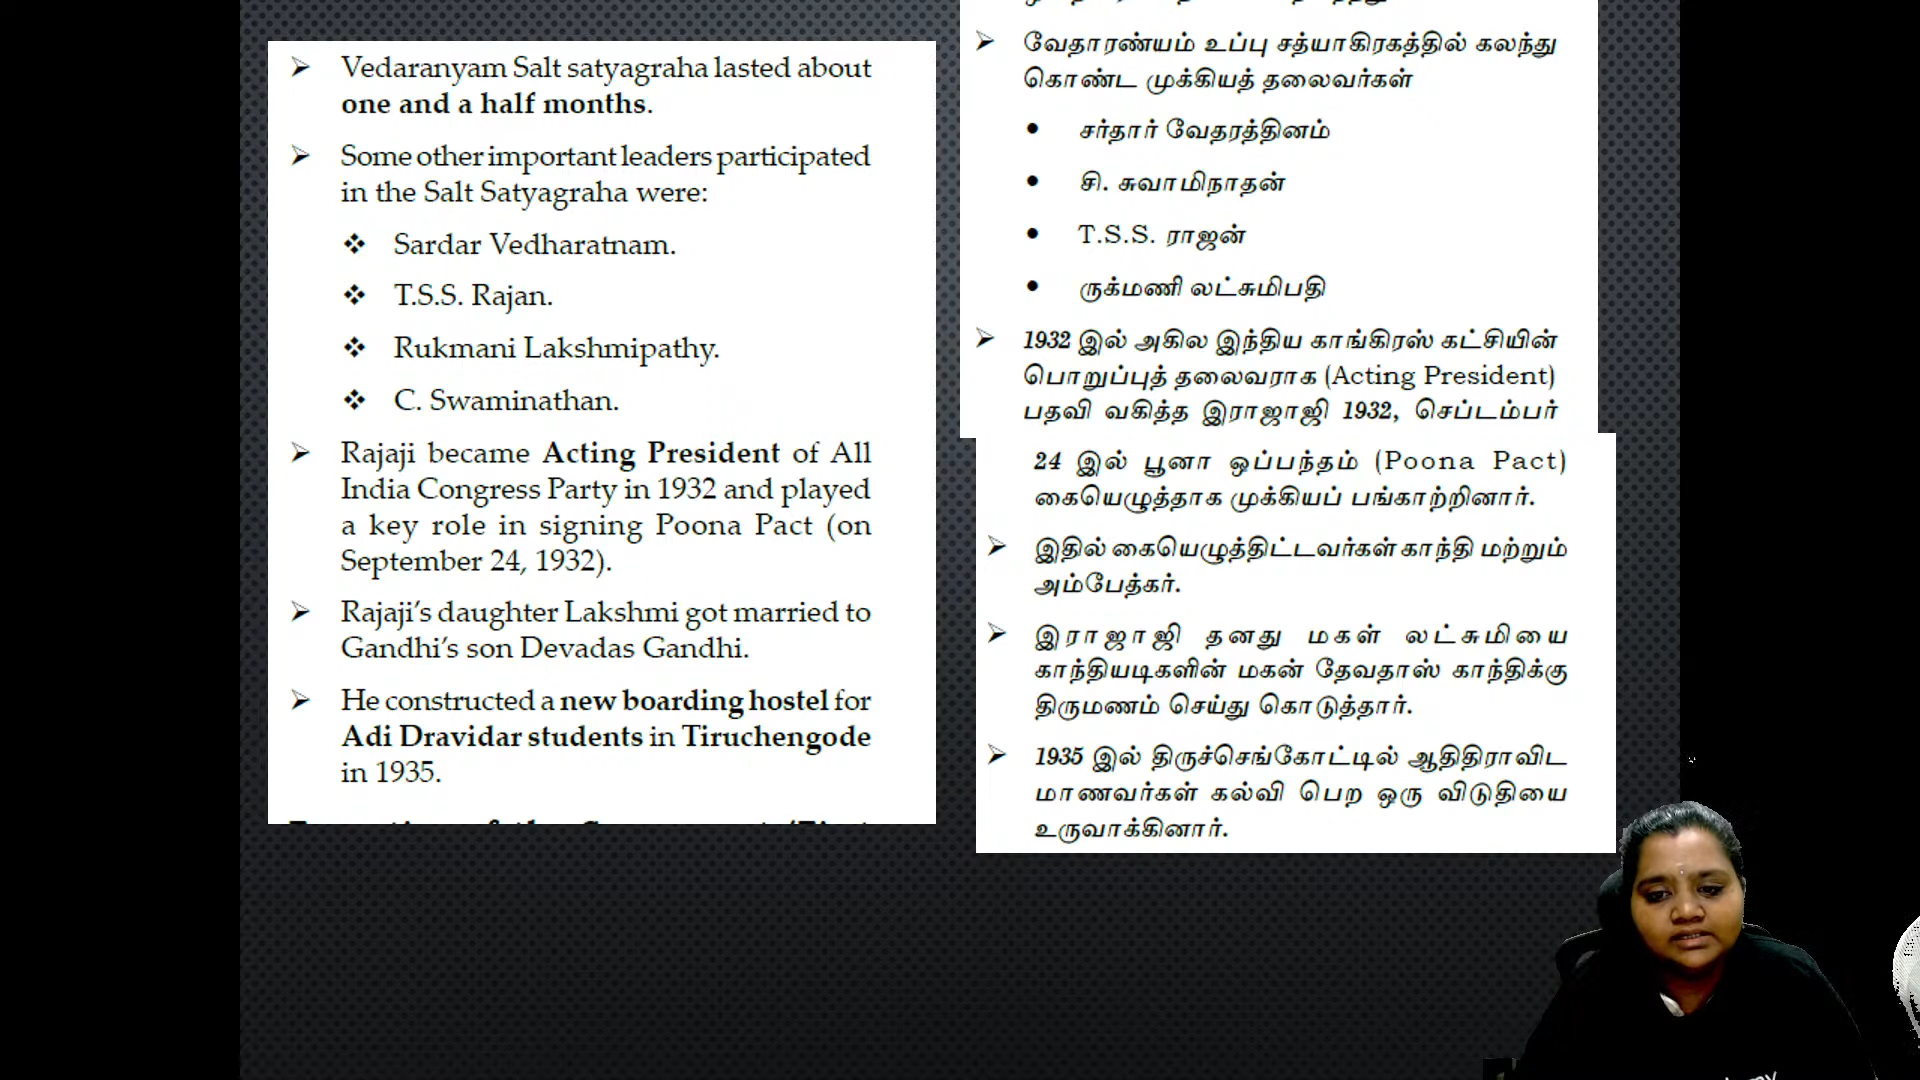 ➢ Vedaranyam Salt satyagraha lasted about
one and a half months.
➢ Some other important leaders participated
in the Salt Satyagraha were:
❖ Sardar Vedharatnam.
❖ T.S.S. Rajan.
❖ Rukmani Lakshmipathy.
❖ C. Swaminathan.
➢ Rajaji became Acting President of All
India Congress Party in 1932 and played
a key role in signing Poona Pact (on
September 24, 1932).
➢ Rajaji’s daughter Lakshmi got married to
Gandhi’s son Devadas Gandhi.
➢ He constructed a new boarding hostel for
Adi Dravidar students in Tiruchengode
in 1935.
➢ வேதாரண்யம் உப்பு சத்யாகிரகத்தில் கலந்து
கொண்ட முக்கியத் தலைவர்கள்
• சர்தார் வேதரத்தினம்
• சி. சுவாமிநாதன்
• T.S.S. ராஜன்
• ருக்மணி லட்சுமிபதி
➢ 1932 இல் அகில இந்திய காங்கிரஸ் கட்சியின்
பொறுப்புத் தலைவராக (Acting President)
பதவி வகித்த இராஜாஜி 1932, செப்டம்பர்
24 இல் பூனா ஒப்பந்தம் (Poona Pact)
கையெழுத்தாக முக்கியப் பங்காற்றினார்.
➢ இதில் கையெழுத்திட்டவர்கள் காந்தி மற்றும்
அம்பேத்கர்.
➢ இராஜாஜி தனது மகள் லட்சுமியை
காந்தியடிகளின் மகன் தேவதாஸ் காந்திக்கு
திருமணம் செய்து கொடுத்தார்.
➢ 1935 இல் திருச்செங்கோட்டில் ஆதிதிராவிட
மாணவர்கள் கல்வி பெற ஒரு விடுதியை
உருவாக்கினார்.